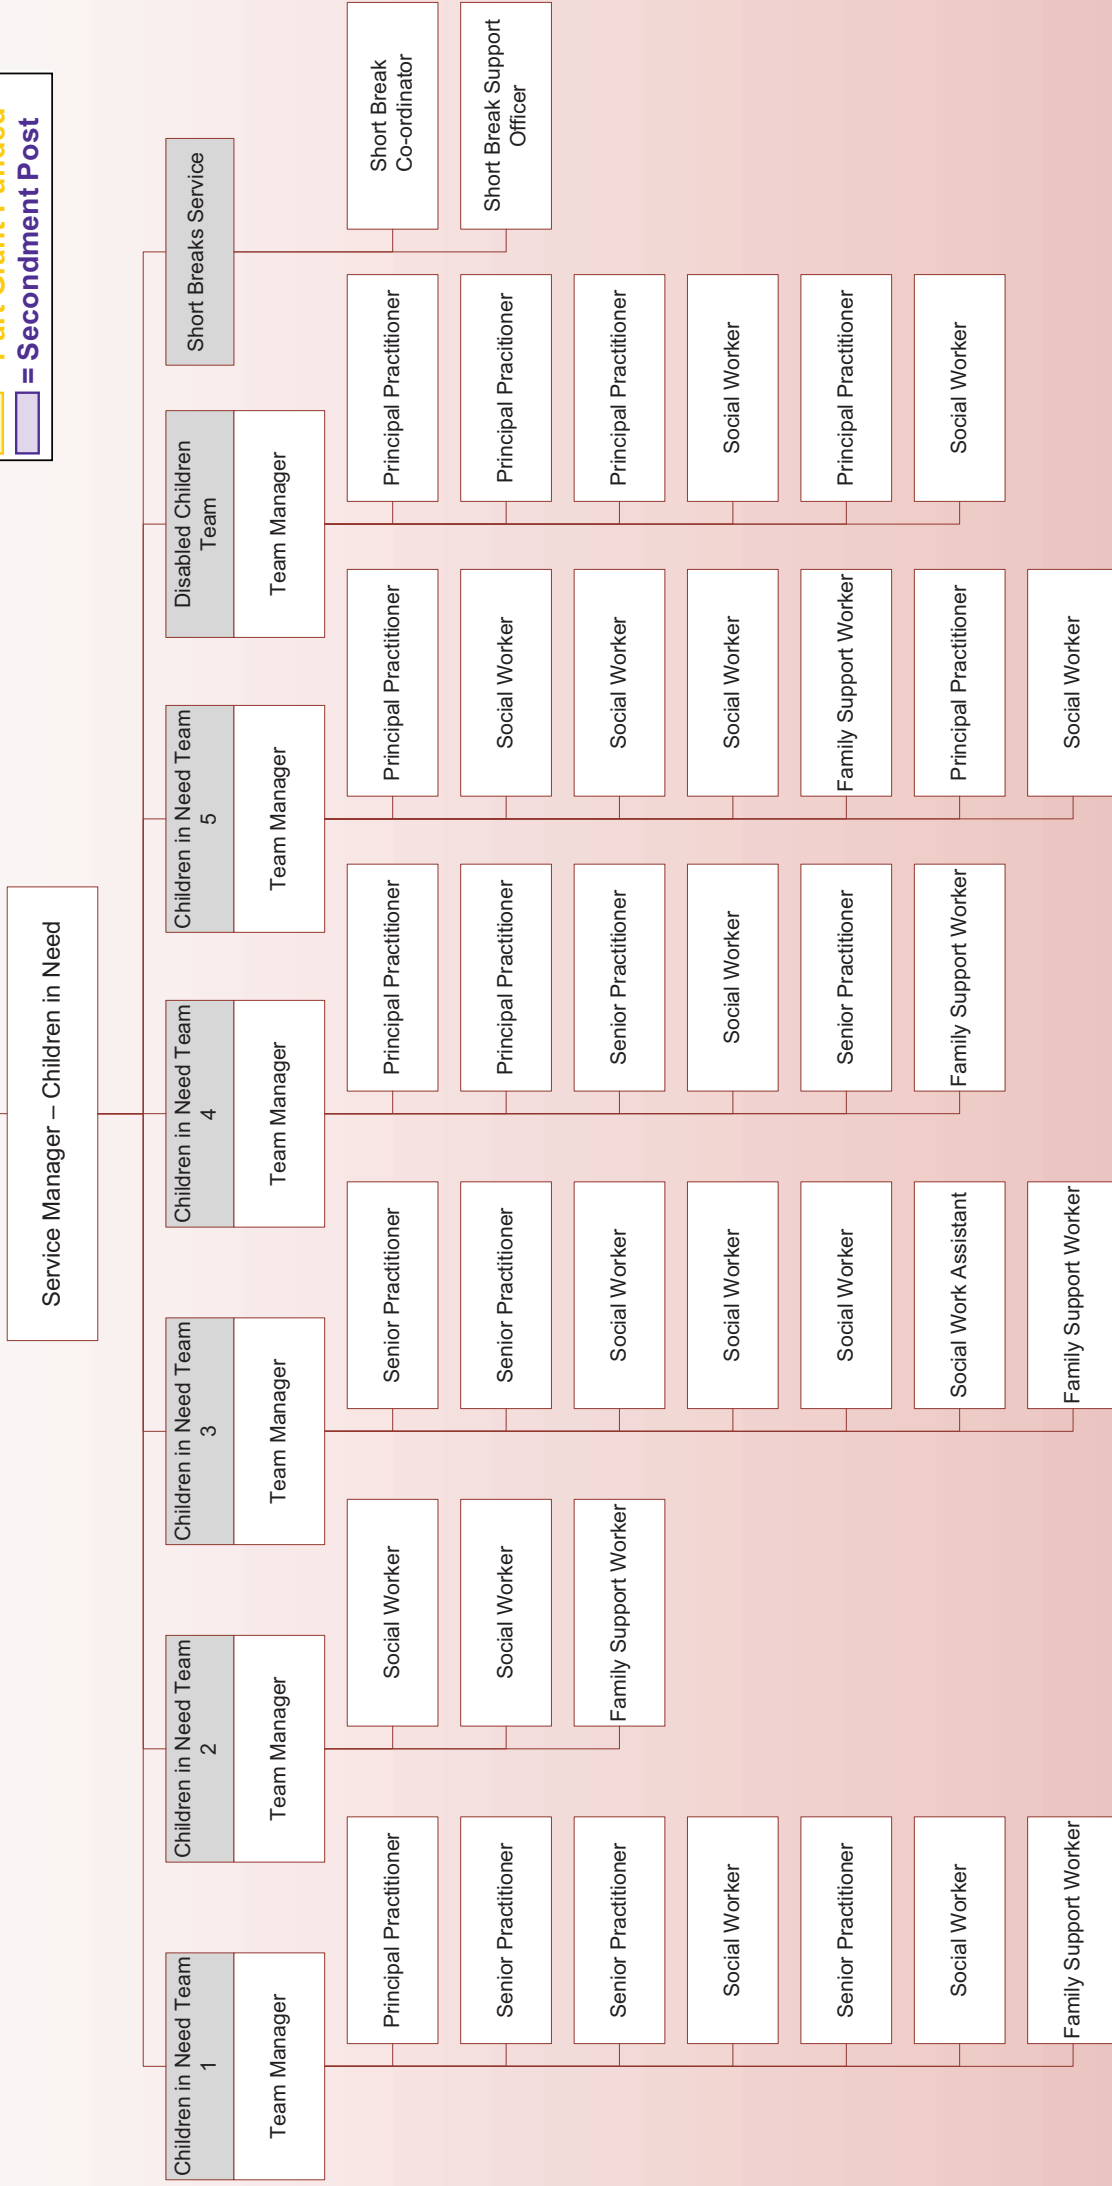 = Secondment Post
Service Manager – Children in Need
Children in Need Team
1
Team Manager
Principal Practitioner
Senior Practitioner
Senior Practitioner
Social Worker
Senior Practitioner
Social Worker
Family Support Worker
Children in Need Team
2
Team Manager
Social Worker
Social Worker
Family Support Worker
Children in Need Team
3
Team Manager
Senior Practitioner
Senior Practitioner
Social Worker
Social Worker
Social Worker
Social Work Assistant
Family Support Worker
Children in Need Team
4
Team Manager
Principal Practitioner
Principal Practitioner
Senior Practitioner
Social Worker
Senior Practitioner
Family Support Worker
Children in Need Team
5
Team Manager
Principal Practitioner
Social Worker
Social Worker
Social Worker
Family Support Worker
Principal Practitioner
Social Worker
Disabled Children
Team
Team Manager
Principal Practitioner
Principal Practitioner
Principal Practitioner
Social Worker
Principal Practitioner
Social Worker
Short Breaks Service
Short Break
Co-ordinator
Short Break Support
Officer